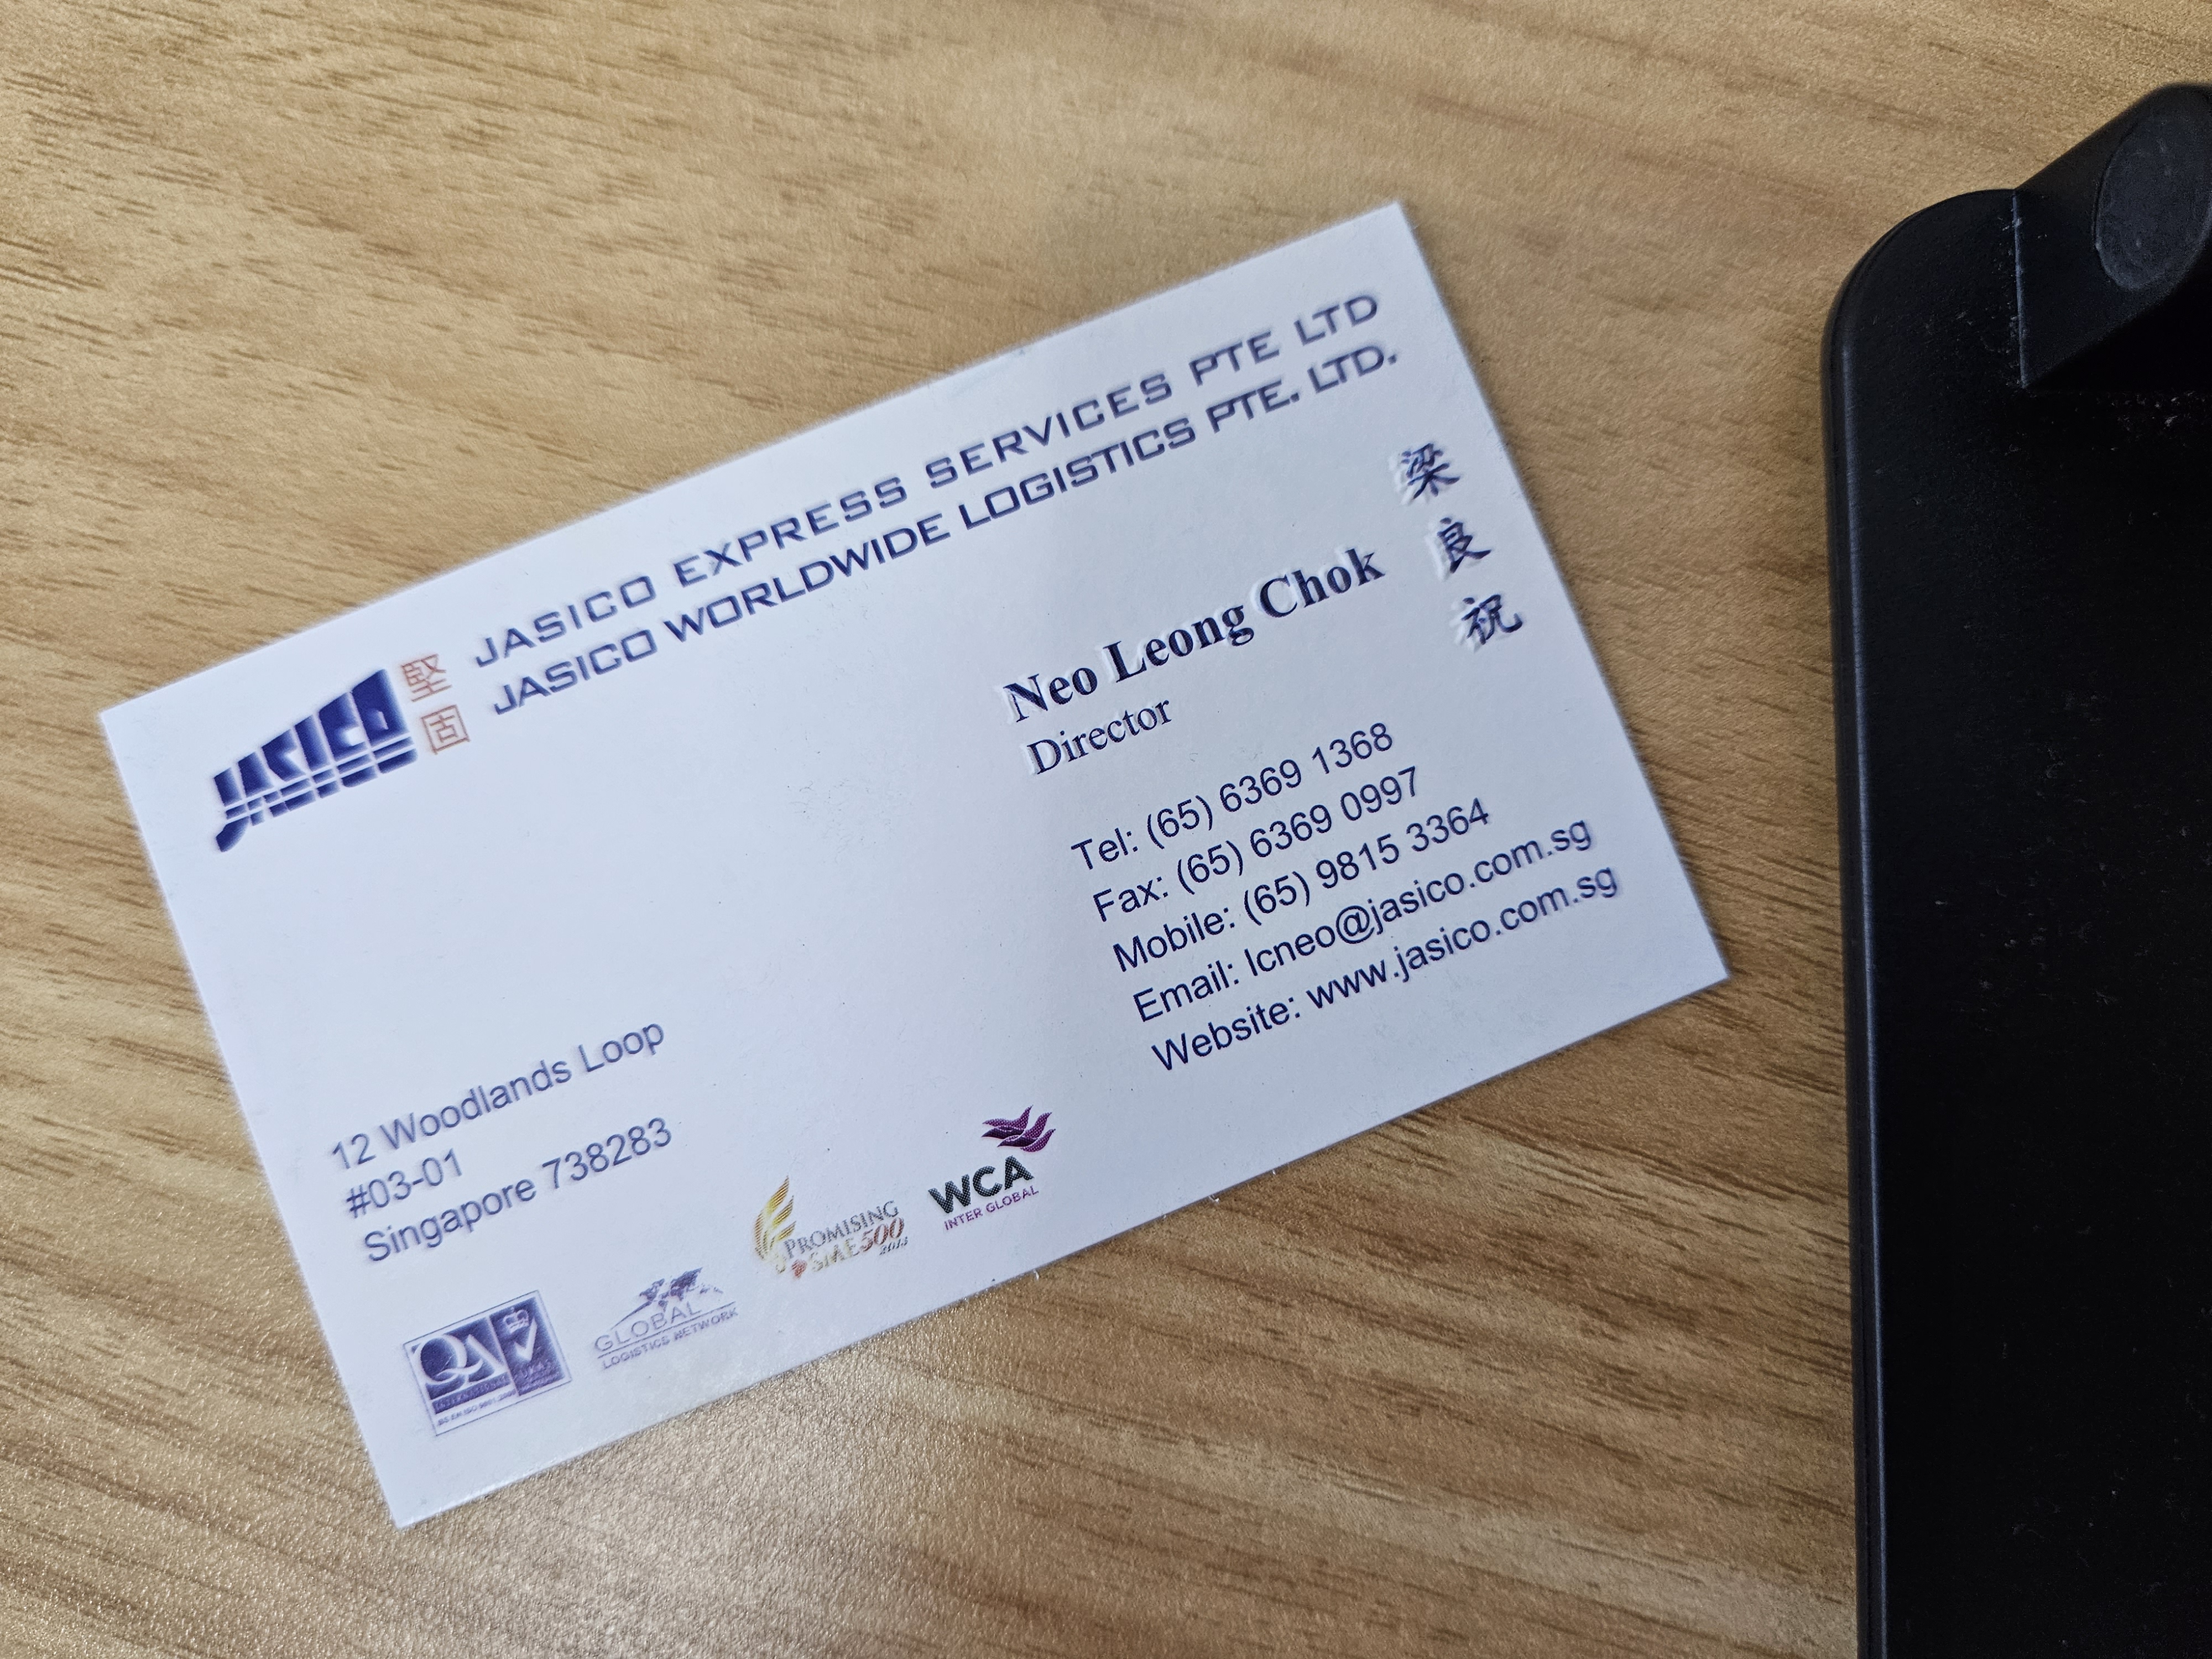 JASICO
堅固
JASICO EXPRESS SERVICES PTE LTD
JASICO WORLDWIDE LOGISTICS PTE. LTD.
Neo Leong Chok
梁良祝
Director
Tel: (65) 6369 1368
Fax: (65) 6369 0997
Mobile: (65) 9815 3364
Email: lcneo@jasico.com.sg
Website: www.jasico.com.sg
12 Woodlands Loop
#03-01
Singapore 738283
QA
INTERNATIONAL
GLOBAL
LOGISTICS NETWORK
PROMISING
SME500
WCA
INTER GLOBAL